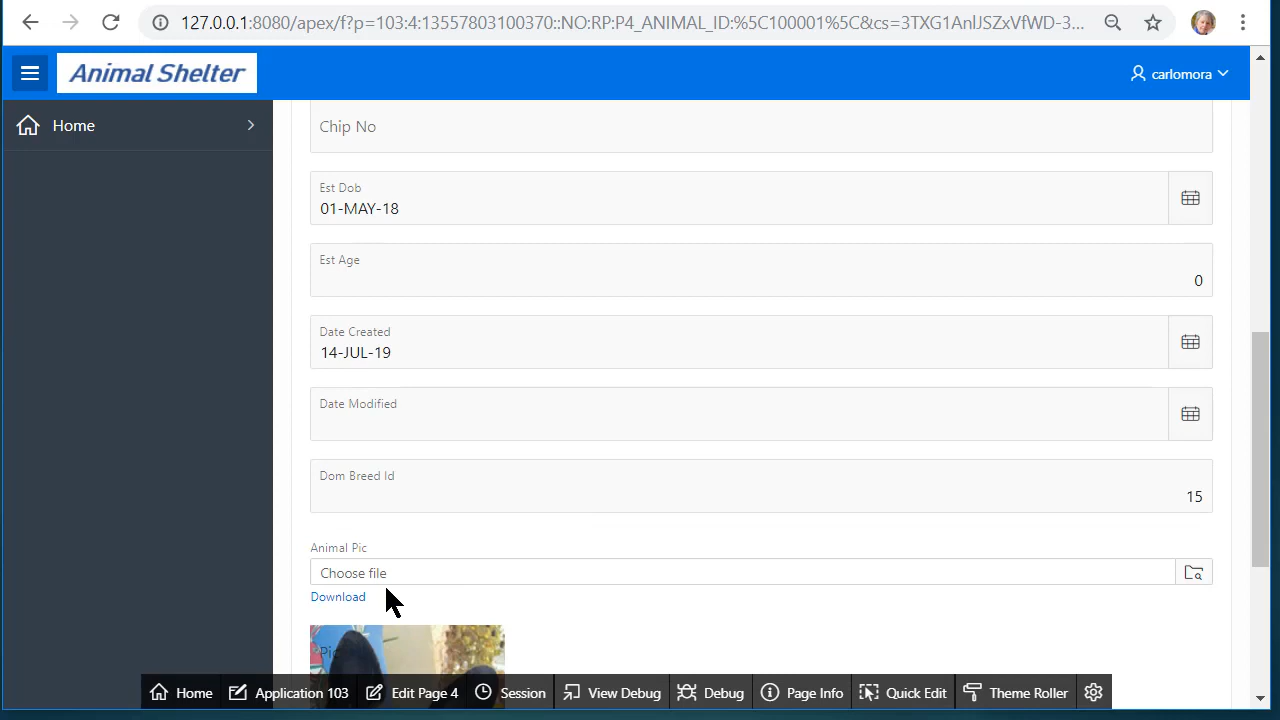 127.0.0.1:8080/apex/f?p=103:4:13557803100370::NO:RP:P4_ANIMAL_ID:%5C100001%5C&cs=3TXG1AnlJSZxVfWD-3...
Animal Shelter
carlomora
Home
Chip No
Est Dob
01-MAY-18
Est Age
0
Date Created
14-JUL-19
Date Modified
Dom Breed Id
15
Animal Pic
Choose file
Download
Home Application 103 Edit Page 4 Session View Debug Debug Page Info Quick Edit Theme Roller